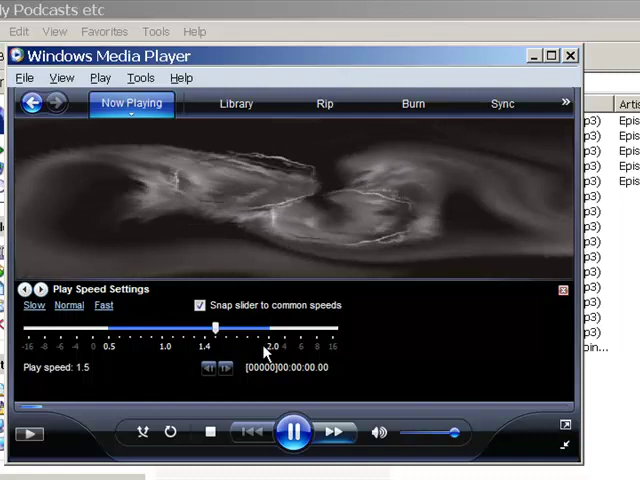 ly Podcasts etc
Edit View Favorites Tools Help
Windows Media Player
File View Play Tools Help
Now Playing Library Rip Burn Sync »
Artis
p3) Epis
p3) Epis
p3) Epis
p3) Epis
p3)
p3)
p3)
p3)
p3)
p3)
p3)
p3)
p3)
p3)
p3)
oin...
Play Speed Settings
Slow Normal Fast Snap slider to common speeds
-16 -8 -6 -4 -2 0 0.5 1.0 1.4 2.0 4 6 8 16
Play speed: 1.5 [00000]00:00:00.00